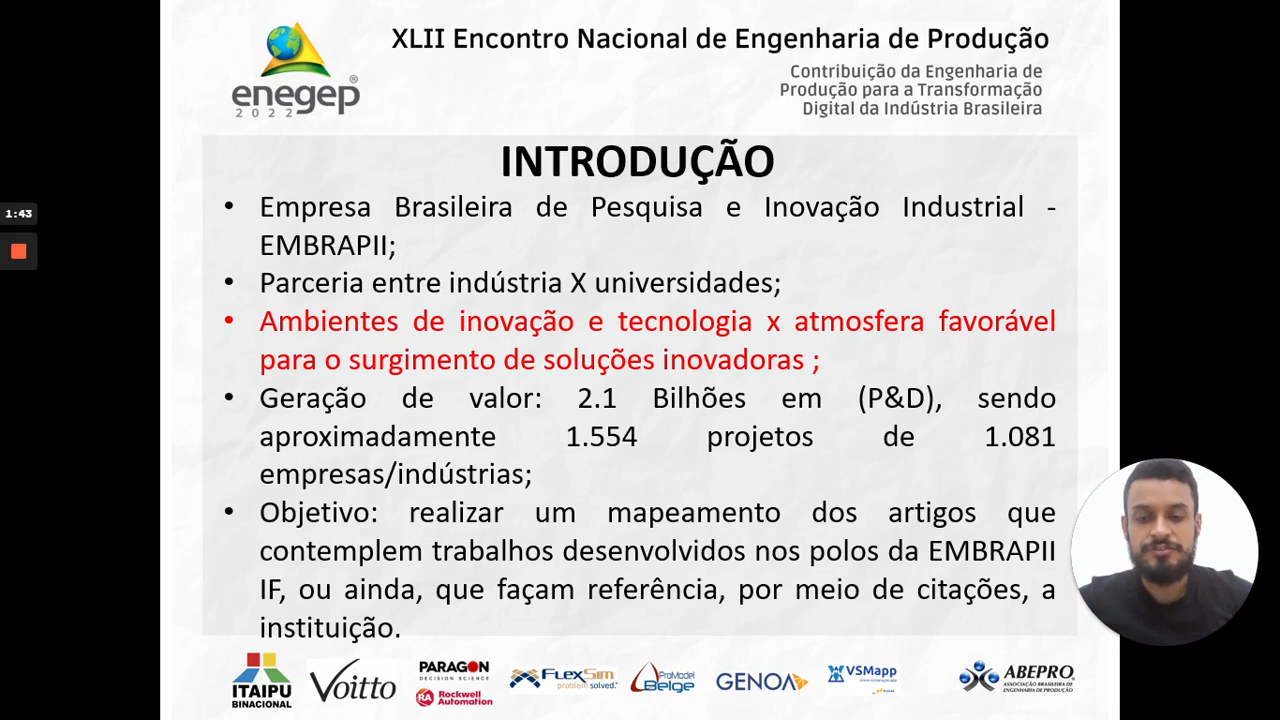 XLII Encontro Nacional de Engenharia de Produção
Contribuição da Engenharia de
Produção para a Transformação
Digital da Indústria Brasileira
enegep®
2022
INTRODUÇÃO
1:43
• Empresa Brasileira de Pesquisa e Inovação Industrial -
EMBRAPII;
• Parceria entre indústria X universidades;
• Ambientes de inovação e tecnologia x atmosfera favorável
para o surgimento de soluções inovadoras ;
• Geração de valor: 2.1 Bilhões em (P&D), sendo
aproximadamente 1.554 projetos de 1.081
empresas/indústrias;
• Objetivo: realizar um mapeamento dos artigos que
contemplem trabalhos desenvolvidos nos polos da EMBRAPII
IF, ou ainda, que façam referência, por meio de citações, a
instituição.
ITAIPU
BINACIONAL
Voitto
PARAGON
DECISION SCIENCE
RA Rockwell
Automation
FLEXSIM
problem solved.
ProModel
Belge
GENOA
VSMapp
ABEPRO
ASSOCIAÇÃO BRASILEIRA DE
ENGENHARIA DE PRODUÇÃO